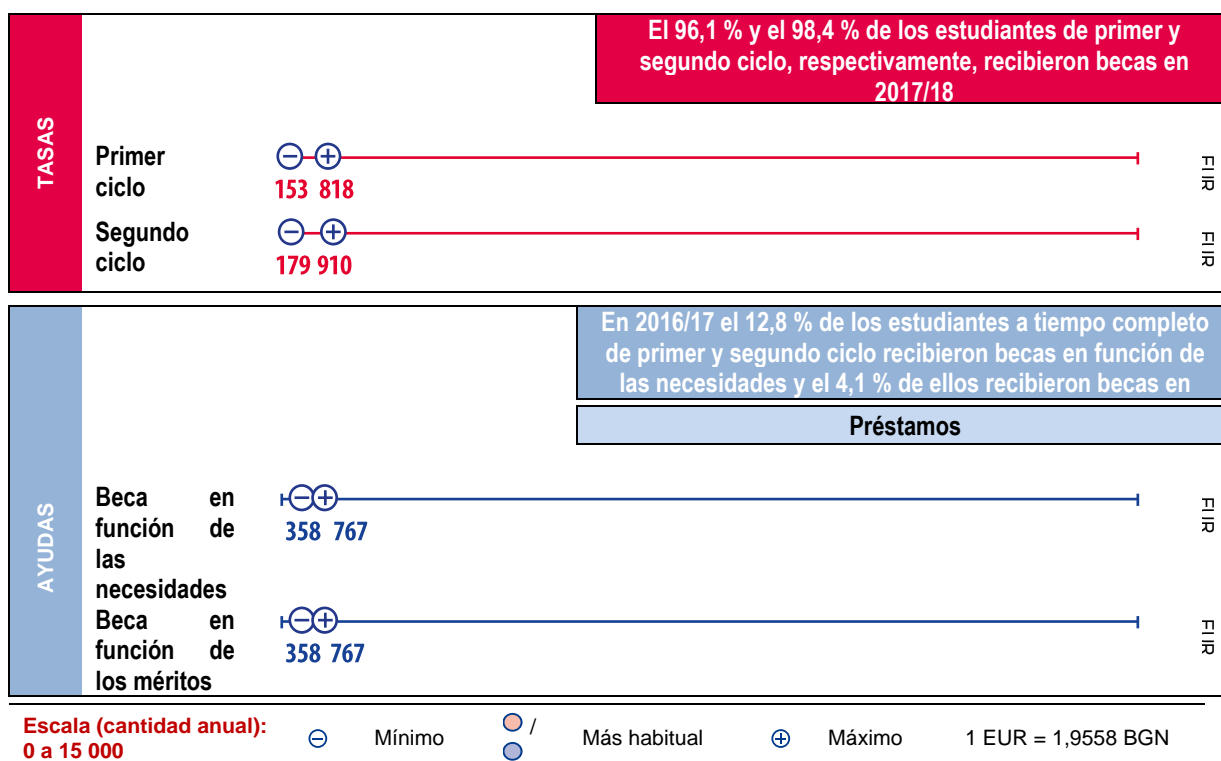 El 96,1 % y el 98,4 % de los estudiantes de primer y
segundo ciclo, respectivamente, recibieron becas en
2017/18
TASAS
Primer
ciclo
153 818
EUR
Segundo
ciclo
179 910
EUR
En 2016/17 el 12,8 % de los estudiantes a tiempo completo
de primer y segundo ciclo recibieron becas en función de
las necesidades y el 4,1 % de ellos recibieron becas en
Préstamos
AYUDAS
Beca en
función de
las
necesidades
358 767
EUR
Beca en
función de
los méritos
358 767
EUR
Escala (cantidad anual):
0 a 15 000
Mínimo
/
Más habitual
Máximo
1 EUR = 1,9558 BGN